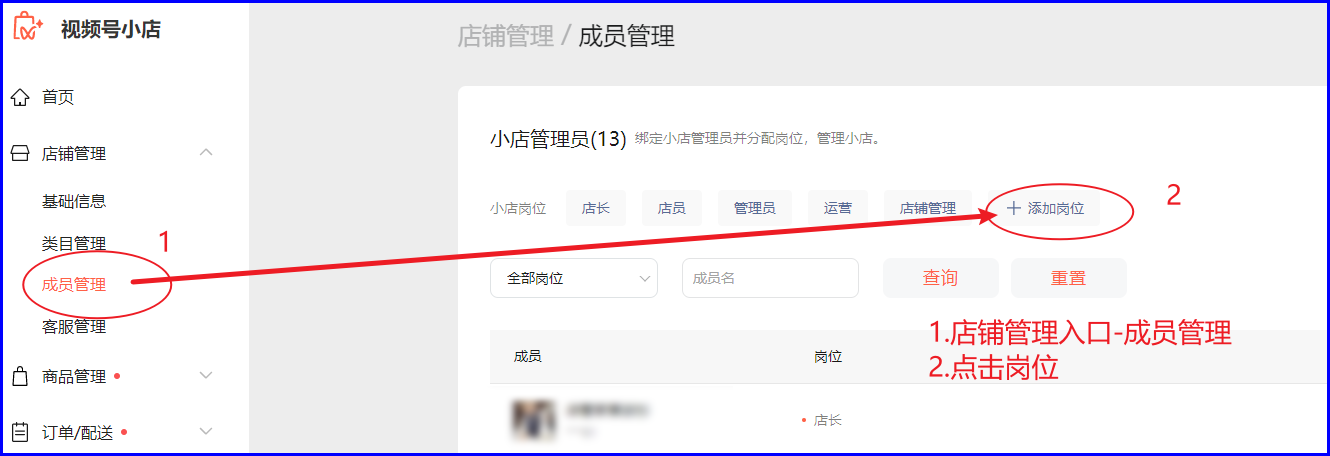 视频号小店
店铺管理 / 成员管理
首页
店铺管理
基础信息
类目管理
1
成员管理
客服管理
商品管理
订单/配送
小店管理员(13) 绑定小店管理员并分配岗位，管理小店。
小店岗位 店长 店员 管理员 运营 店铺管理 + 添加岗位
2
全部岗位 成员名 查询 重置
1.店铺管理入口-成员管理
2.点击岗位
成员 岗位
店长